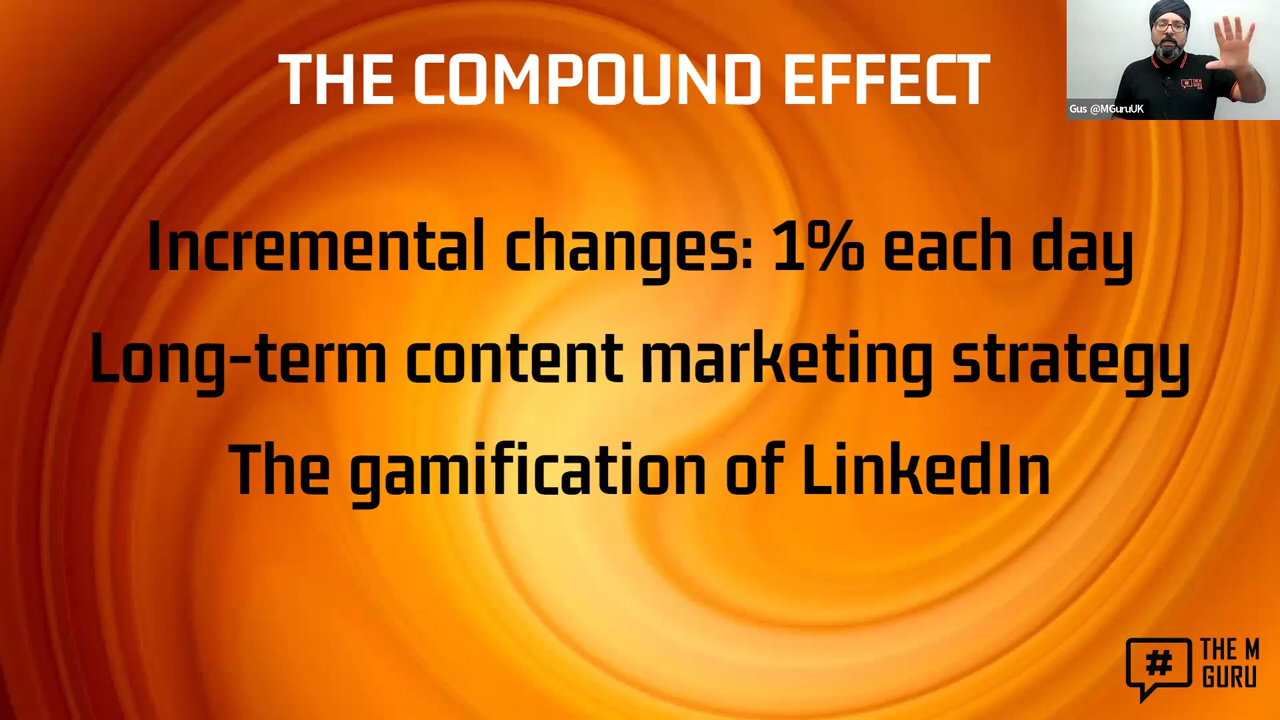 THE COMPOUND EFFECT
Gus @MGuruUK
Incremental changes: 1% each day
Long-term content marketing strategy
The gamification of LinkedIn
#
THE M
GURU